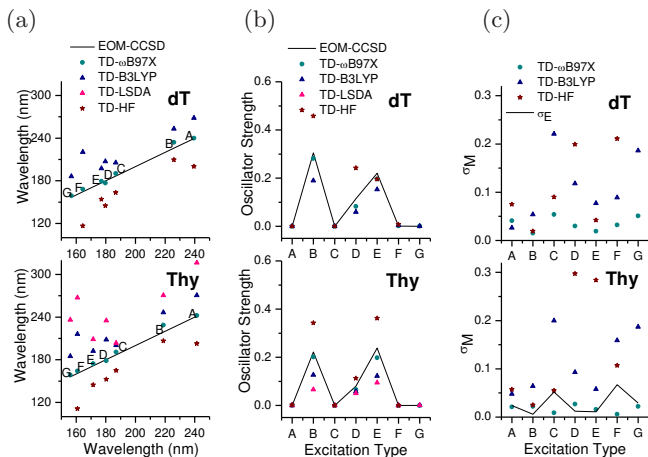 (a)
EOM-CCSD
TD-ωB97X
TD-B3LYP
TD-LSDA
TD-HF
dT
Wavelength (nm)
300
240
180
120
G
F
E
D
C
B
A
Thy
Wavelength (nm)
300
240
180
120
G
F
E
D
C
B
A
160 180 200 220 240
Wavelength (nm)
(b)
EOM-CCSD
TD-ωB97X
TD-B3LYP
TD-LSDA
TD-HF
dT
Oscillator Strength
0.6
0.4
0.2
0.0
A B C D E F G
Thy
Oscillator Strength
0.6
0.4
0.2
0.0
A B C D E F G
Excitation Type
(c)
TD-ωB97X
TD-B3LYP
TD-HF
σE
dT
σM
0.3
0.2
0.1
0.0
A B C D E F G
Thy
σM
0.3
0.2
0.1
0.0
A B C D E F G
Excitation Type